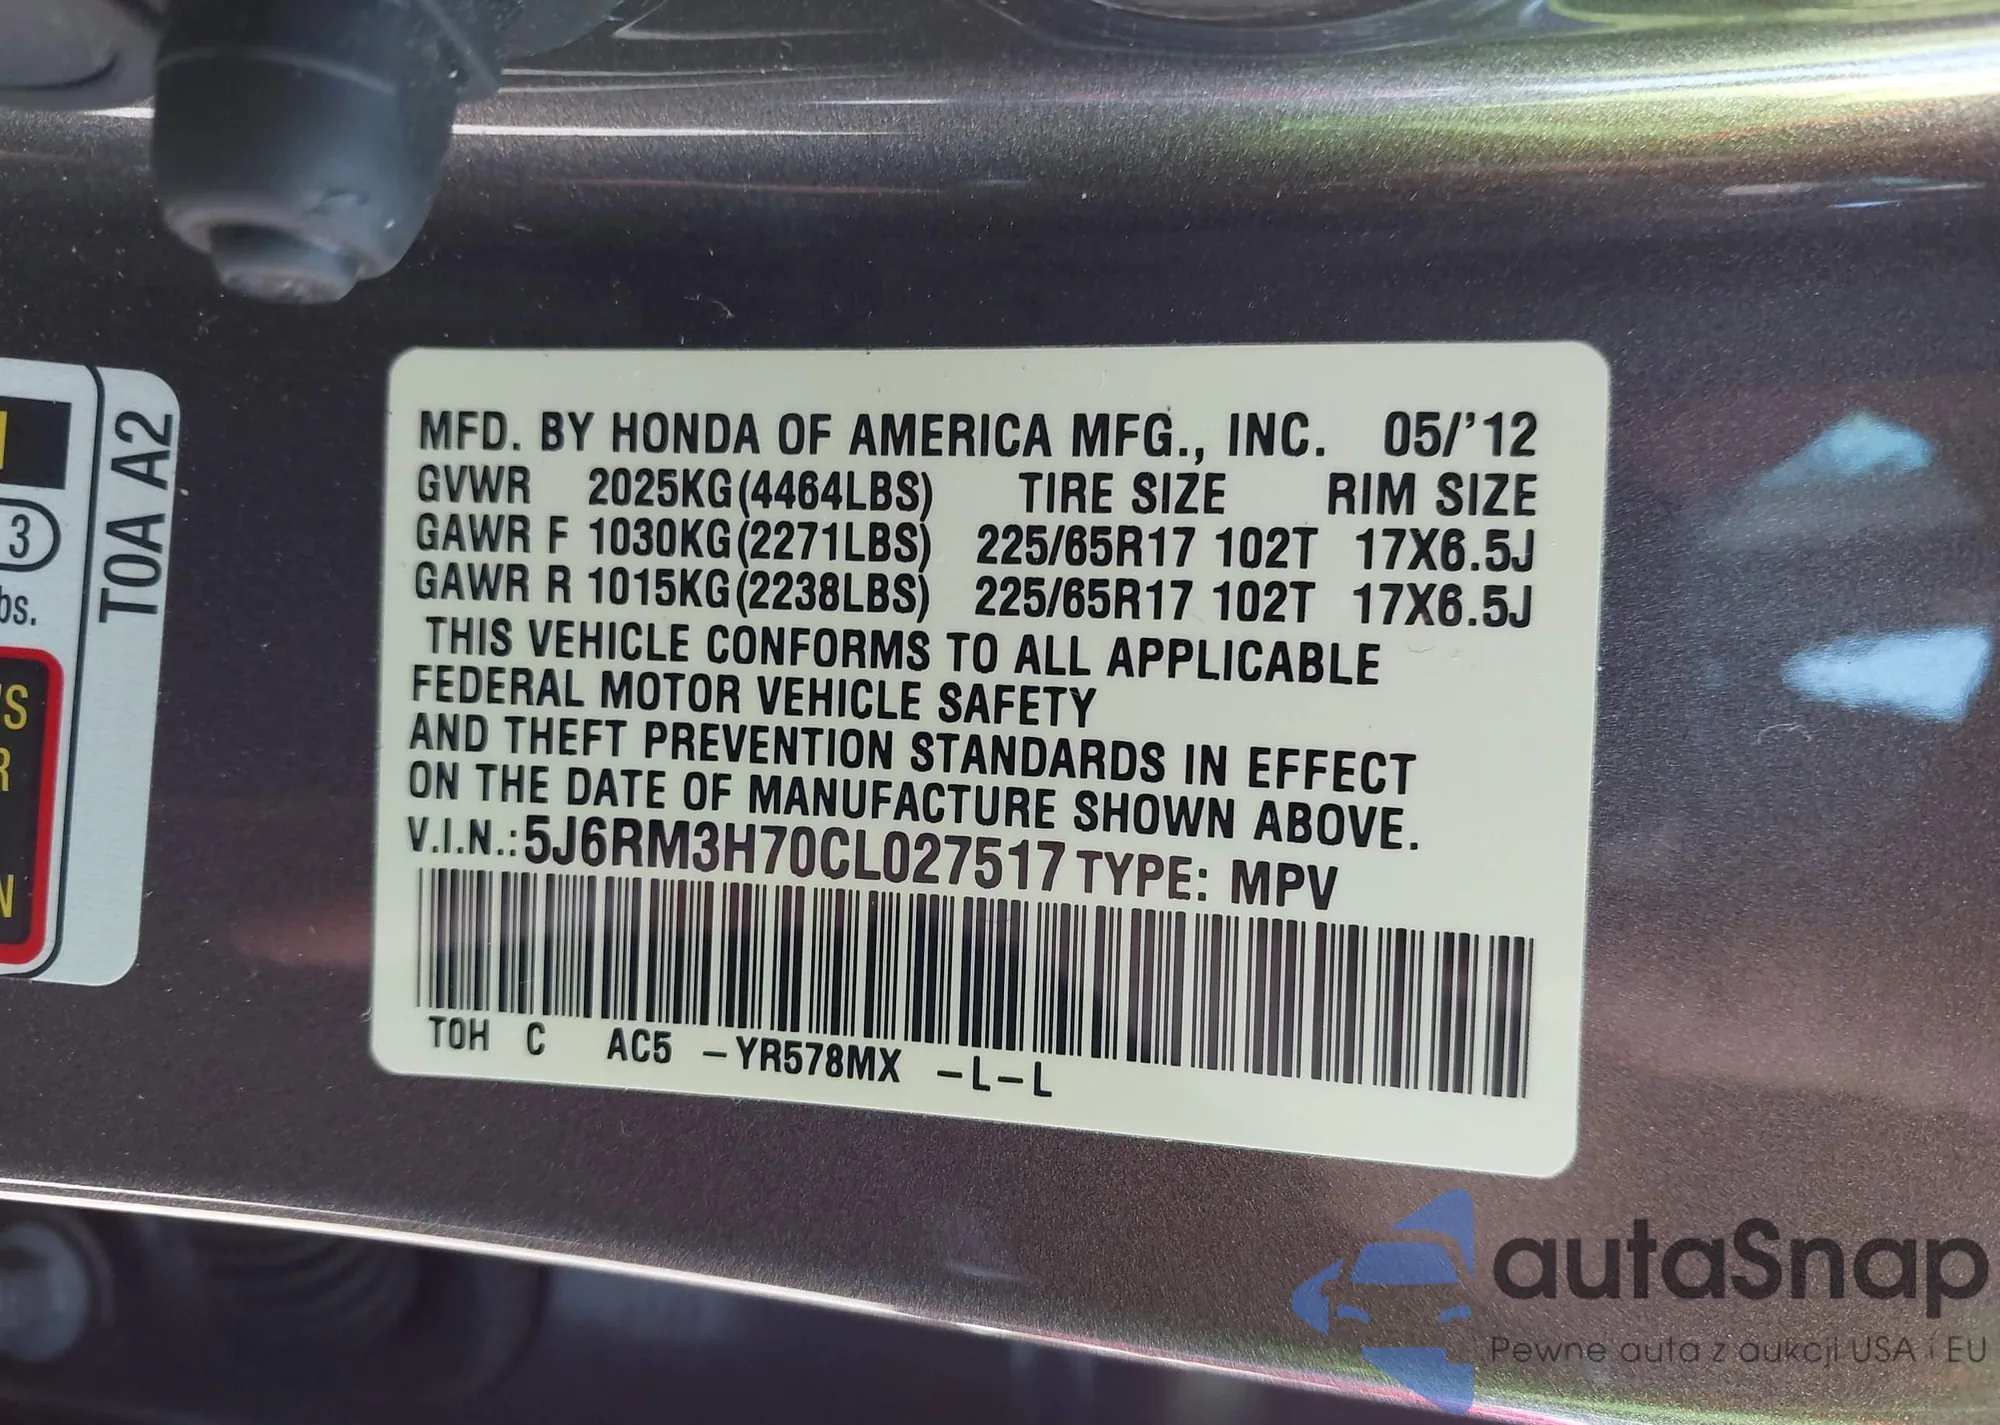 MFD. BY HONDA OF AMERICA MFG., INC. 05/'12
GVWR 2025KG(4464LBS) TIRE SIZE RIM SIZE
GAWR F 1030KG(2271LBS) 225/65R17 102T 17X6.5J
GAWR R 1015KG(2238LBS) 225/65R17 102T 17X6.5J
THIS VEHICLE CONFORMS TO ALL APPLICABLE
FEDERAL MOTOR VEHICLE SAFETY
AND THEFT PREVENTION STANDARDS IN EFFECT
ON THE DATE OF MANUFACTURE SHOWN ABOVE.
V.I.N.:5J6RM3H70CL027517 TYPE: MPV
TOH C AC5 -YR578MX -L-L
T0A A2
3
bs.
'S
R
N
autaSnap
Pewne auta z aukcji USA i EU